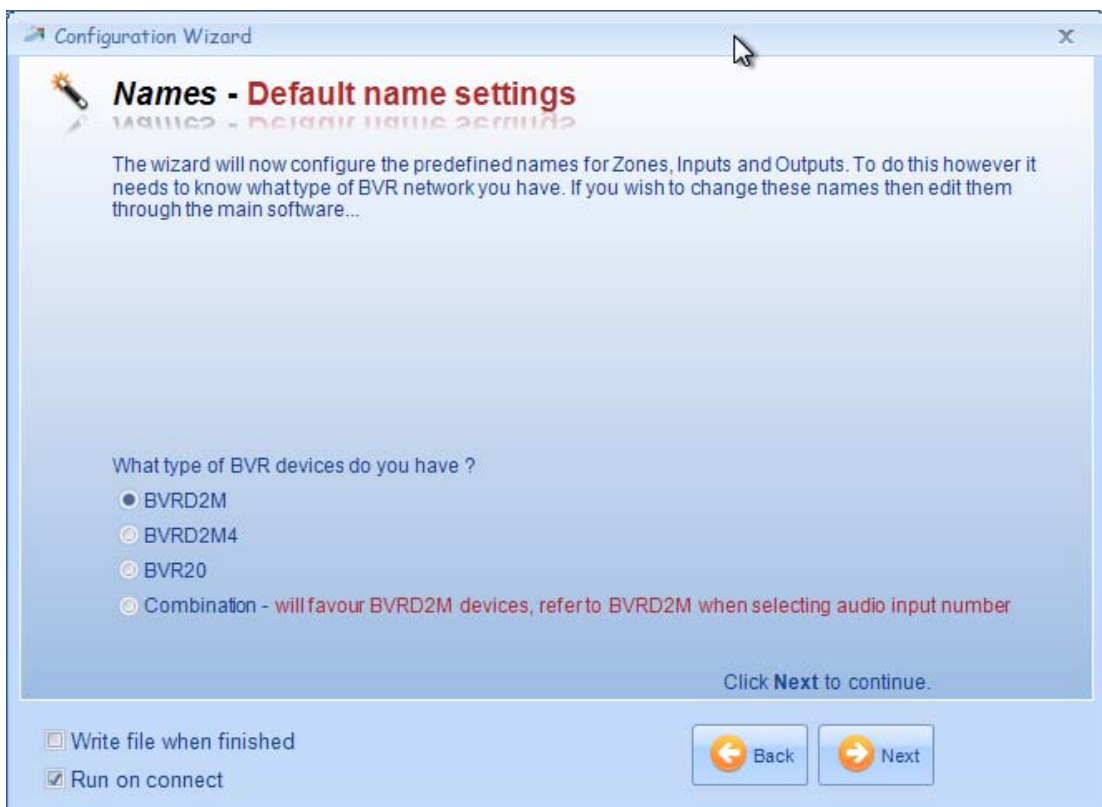 Configuration Wizard
Names - Default name settings
The wizard will now configure the predefined names for Zones, Inputs and Outputs. To do this however it
needs to know what type of BVR network you have. If you wish to change these names then edit them
through the main software...
What type of BVR devices do you have ?
BVRD2M
BVRD2M4
BVR20
Combination - will favour BVRD2M devices, refer to BVRD2M when selecting audio input number
Click Next to continue.
Write file when finished
Run on connect
Back
Next